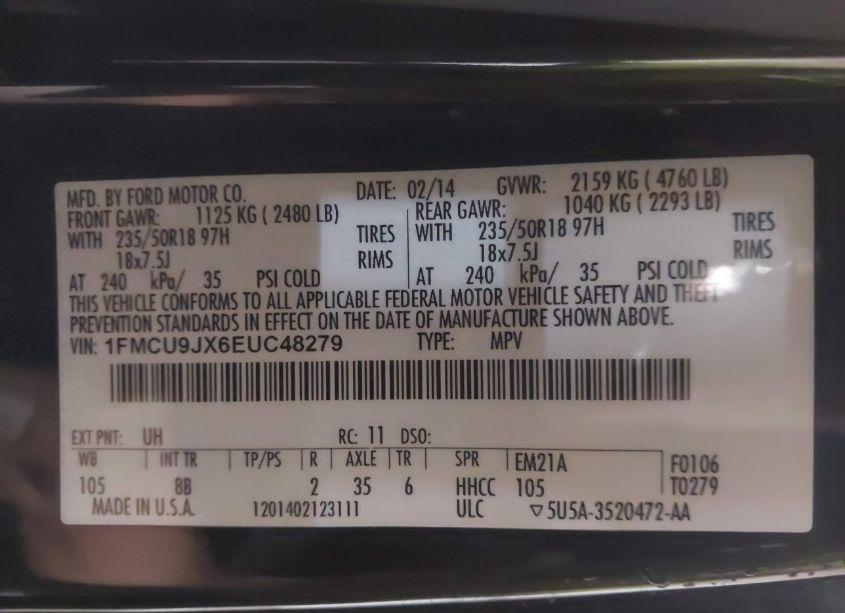 MFD. BY FORD MOTOR CO. DATE: 02/14 GVWR: 2159 KG ( 4760 LB)
FRONT GAWR: 1125 KG ( 2480 LB) REAR GAWR: 1040 KG ( 2293 LB)
WITH 235/50R18 97H TIRES WITH 235/50R18 97H TIRES
18x7.5J RIMS 18x7.5J RIMS
AT 240 kPa/ 35 PSI COLD AT 240 kPa/ 35 PSI COLD
THIS VEHICLE CONFORMS TO ALL APPLICABLE FEDERAL MOTOR VEHICLE SAFETY AND THEFT
PREVENTION STANDARDS IN EFFECT ON THE DATE OF MANUFACTURE SHOWN ABOVE.
VIN: 1FMCU9JX6EUC48279 TYPE: MPV
EXT PNT: UH RC: 11 DSO:
WB INT TR TP/PS R AXLE TR SPR EM21A F0106
105 8B 2 35 6 HHCC 105 T0279
MADE IN U.S.A. 1201402123111 ULC ▽5U5A-3520472-AA